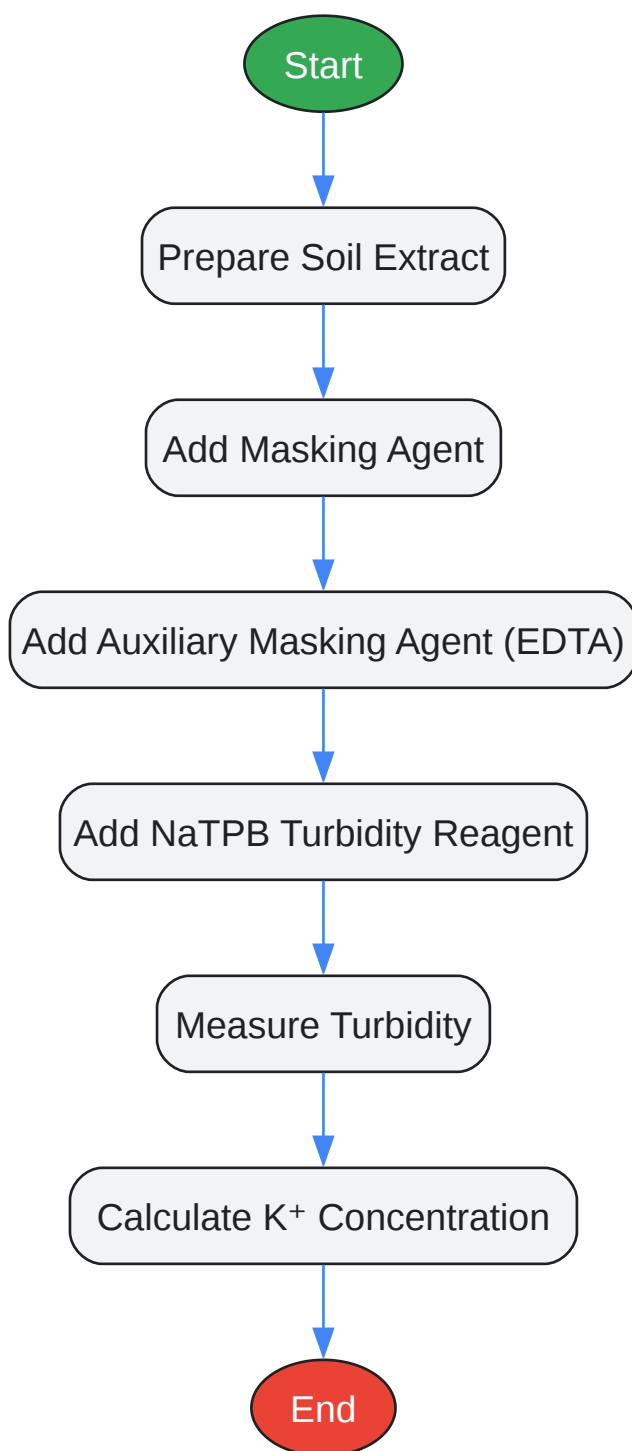 Start
Prepare Soil Extract
Add Masking Agent
Add Auxiliary Masking Agent (EDTA)
Add NaTPB Turbidity Reagent
Measure Turbidity
Calculate K⁺ Concentration
End